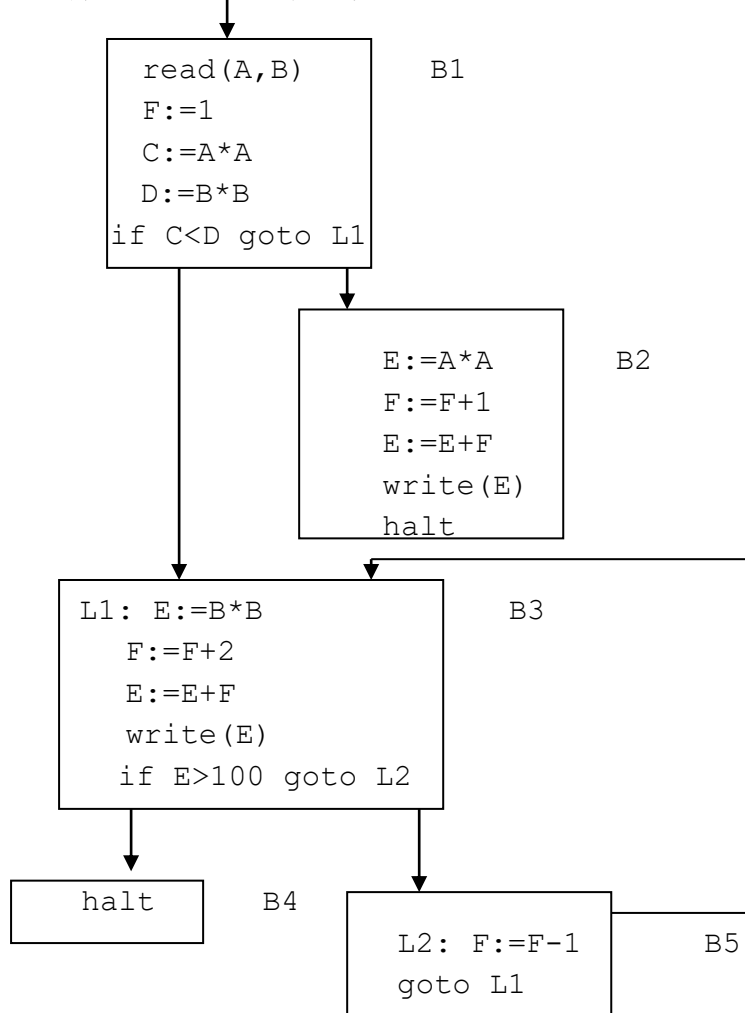 read(A,B) B1
F:=1
C:=A*A
D:=B*B
if C<D goto L1
E:=A*A B2
F:=F+1
E:=E+F
write(E)
halt
L1: E:=B*B B3
F:=F+2
E:=E+F
write(E)
if E>100 goto L2
halt B4
L2: F:=F-1 B5
goto L1